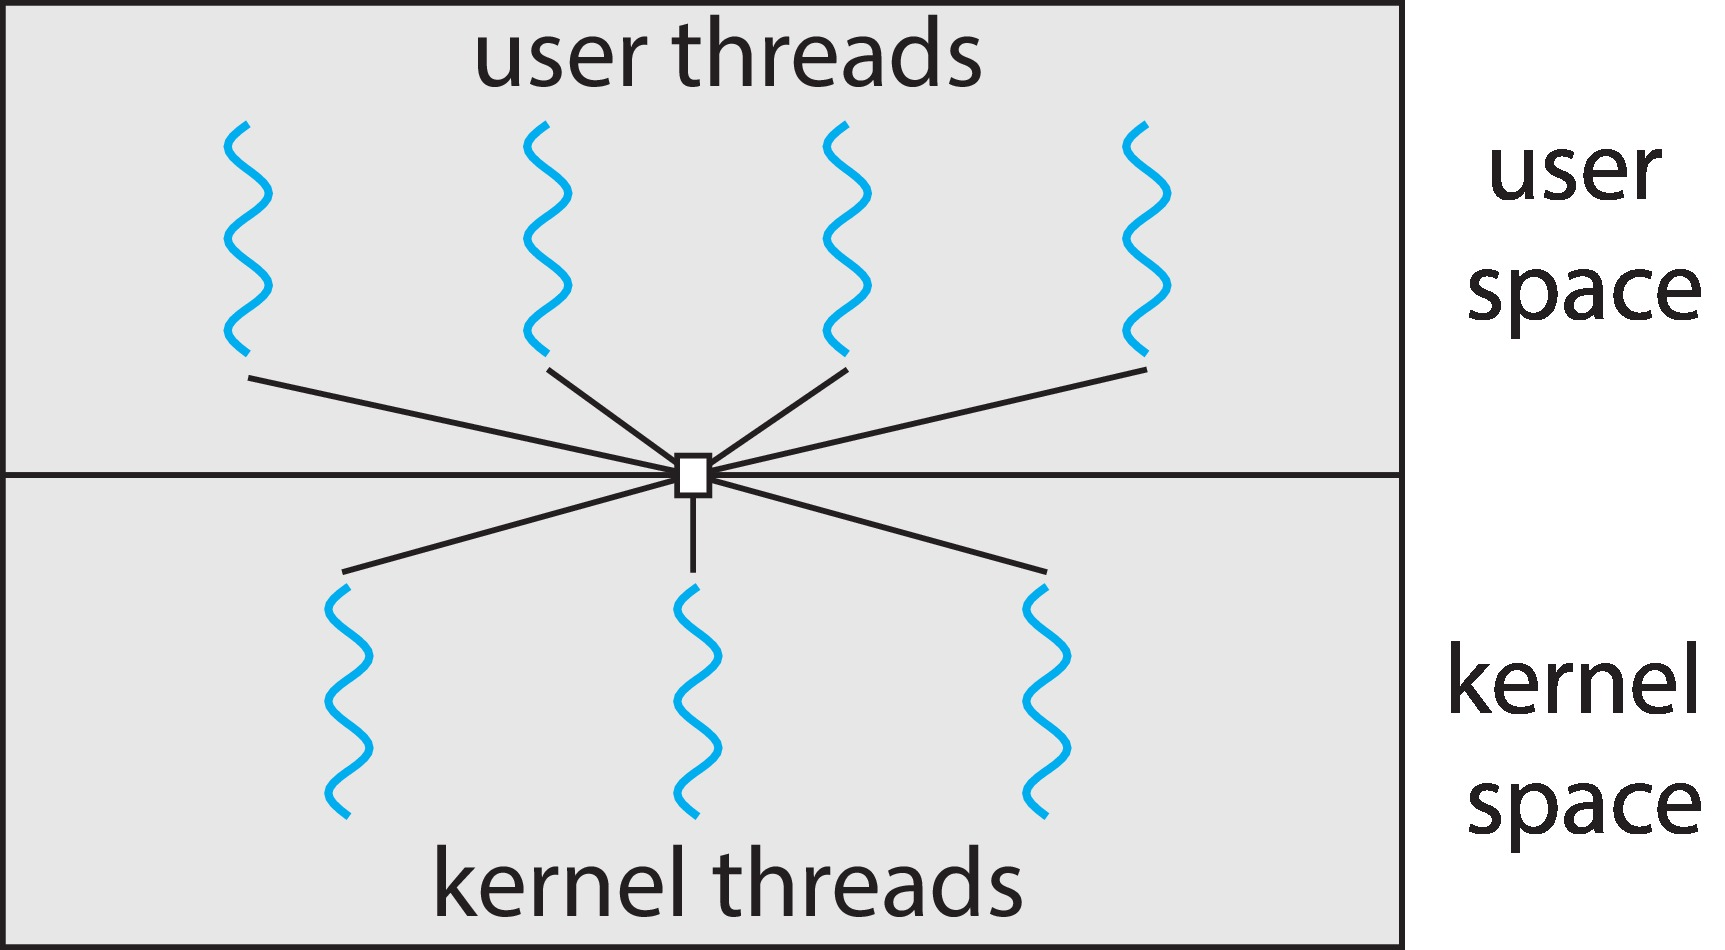 user threads
user
space
kernel
space
kernel threads